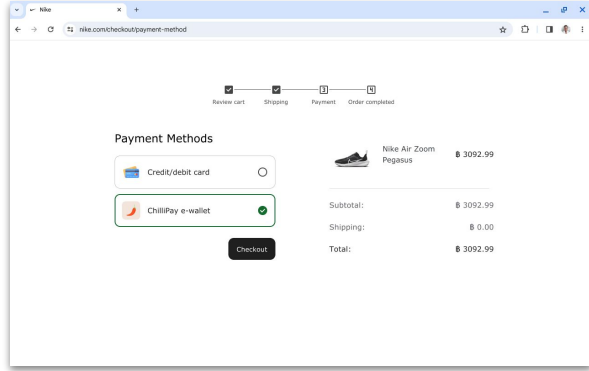 Nike
nike.com/checkout/payment-method
3
4
Review cart
Shipping
Payment
Order completed
Payment Methods
Credit/debit card
ChilliPay e-wallet
Checkout
Nike Air Zoom
Pegasus
฿ 3092.99
Subtotal:
฿ 3092.99
Shipping:
฿ 0.00
Total:
฿ 3092.99